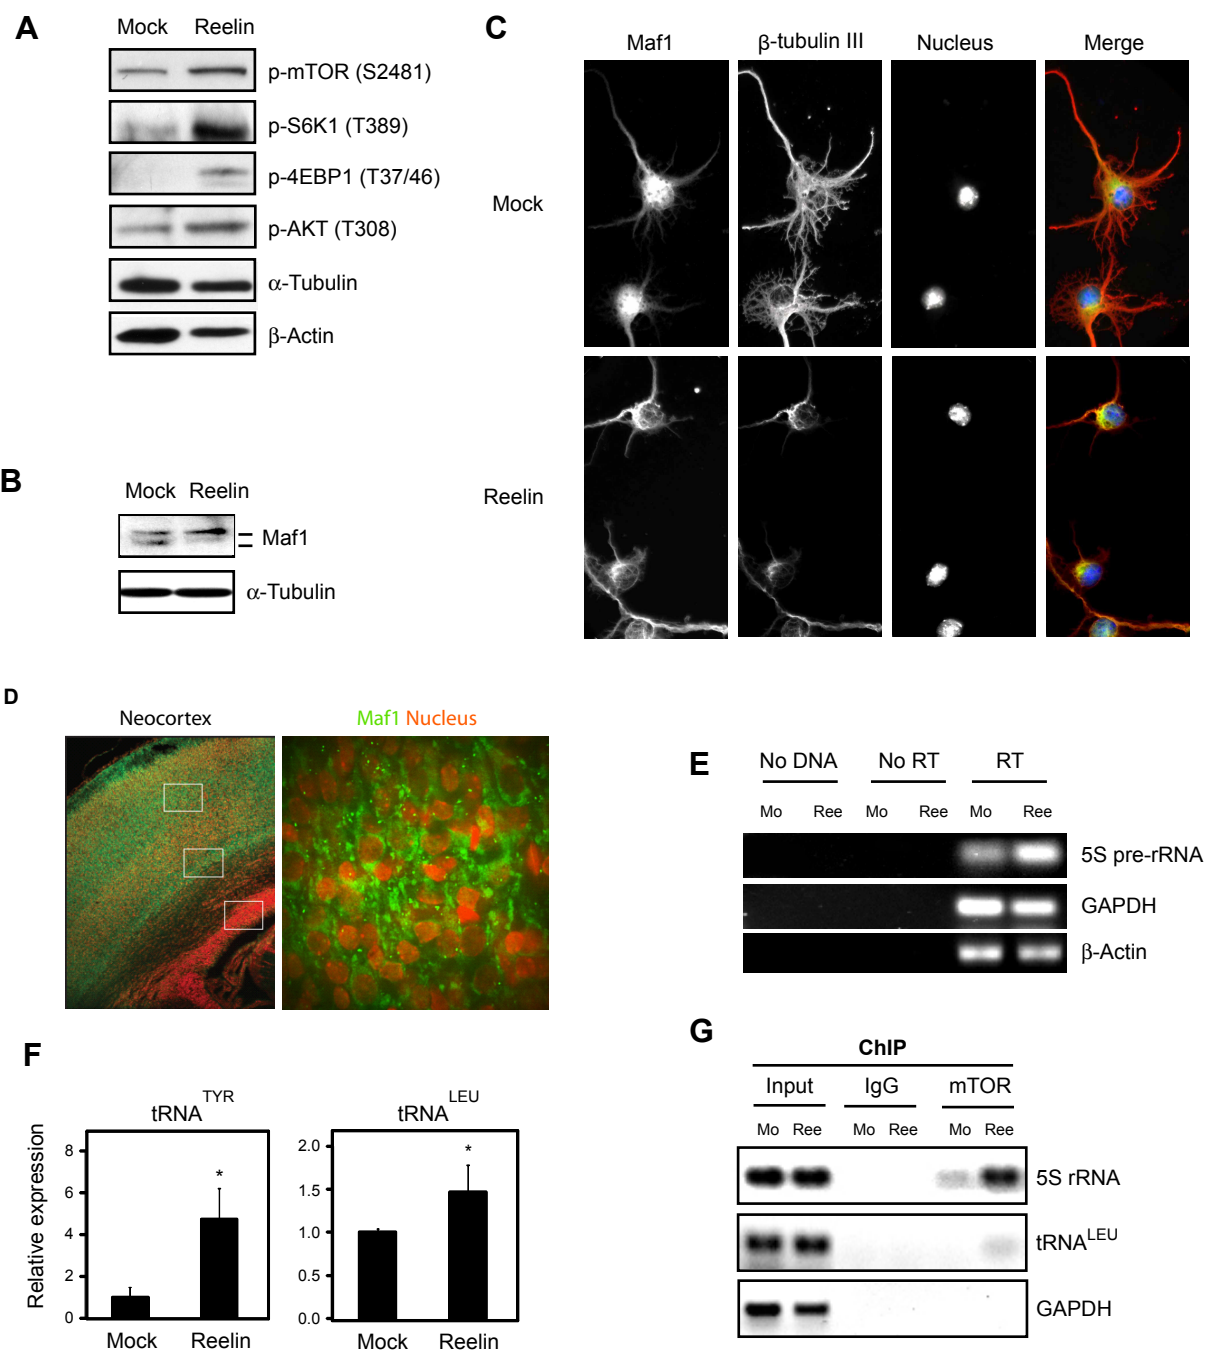 A
Mock Reelin
p-mTOR (S2481)
p-S6K1 (T389)
p-4EBP1 (T37/46)
p-AKT (T308)
α-Tubulin
β-Actin
B
Mock Reelin
Maf1
α-Tubulin
C
Maf1 β-tubulin III Nucleus Merge
Mock
Reelin
D
Neocortex Maf1 Nucleus
E
No DNA No RT RT
Mo Ree Mo Ree Mo Ree
5S pre-rRNA
GAPDH
β-Actin
F
Relative expression
tRNA^TYR
8
6
4
2
0
*
Mock Reelin
tRNA^LEU
2.0
1.5
1.0
0.5
0.0
*
Mock Reelin
G
ChIP
Input IgG mTOR
Mo Ree Mo Ree Mo Ree
5S rRNA
tRNA^LEU
GAPDH